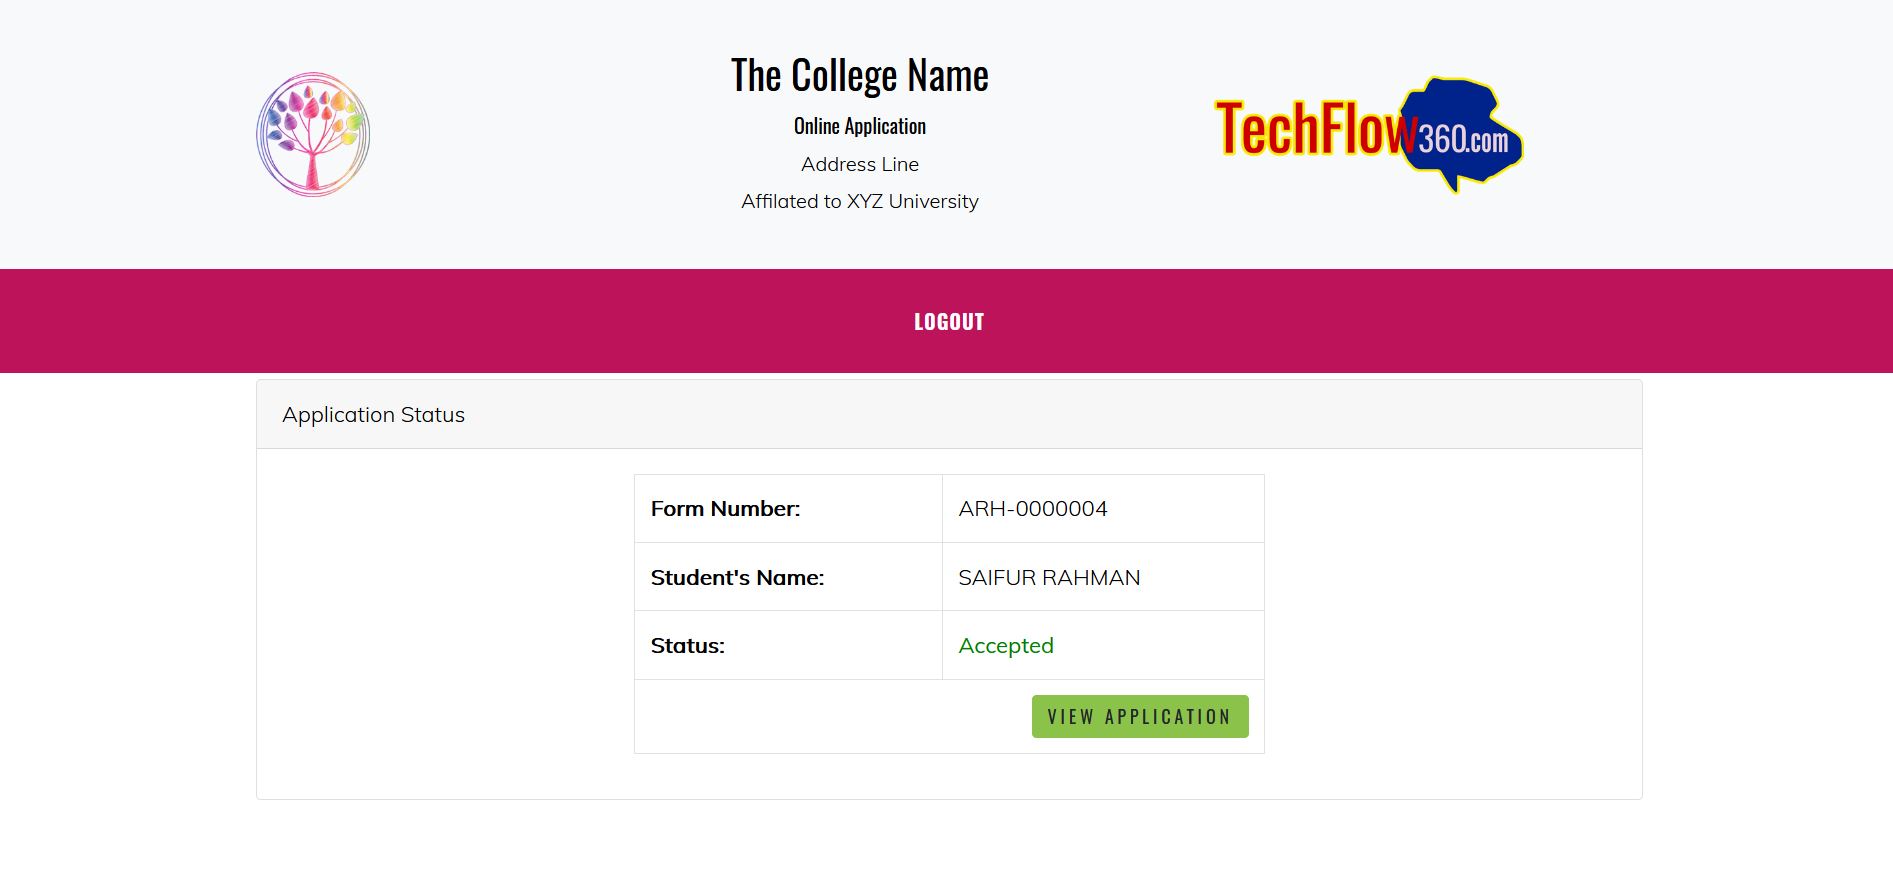 The College Name
Online Application
Address Line
Affilated to XYZ University
TechFlow360.com
LOGOUT
Application Status
Form Number: ARH-0000004
Student's Name: SAIFUR RAHMAN
Status: Accepted
VIEW APPLICATION